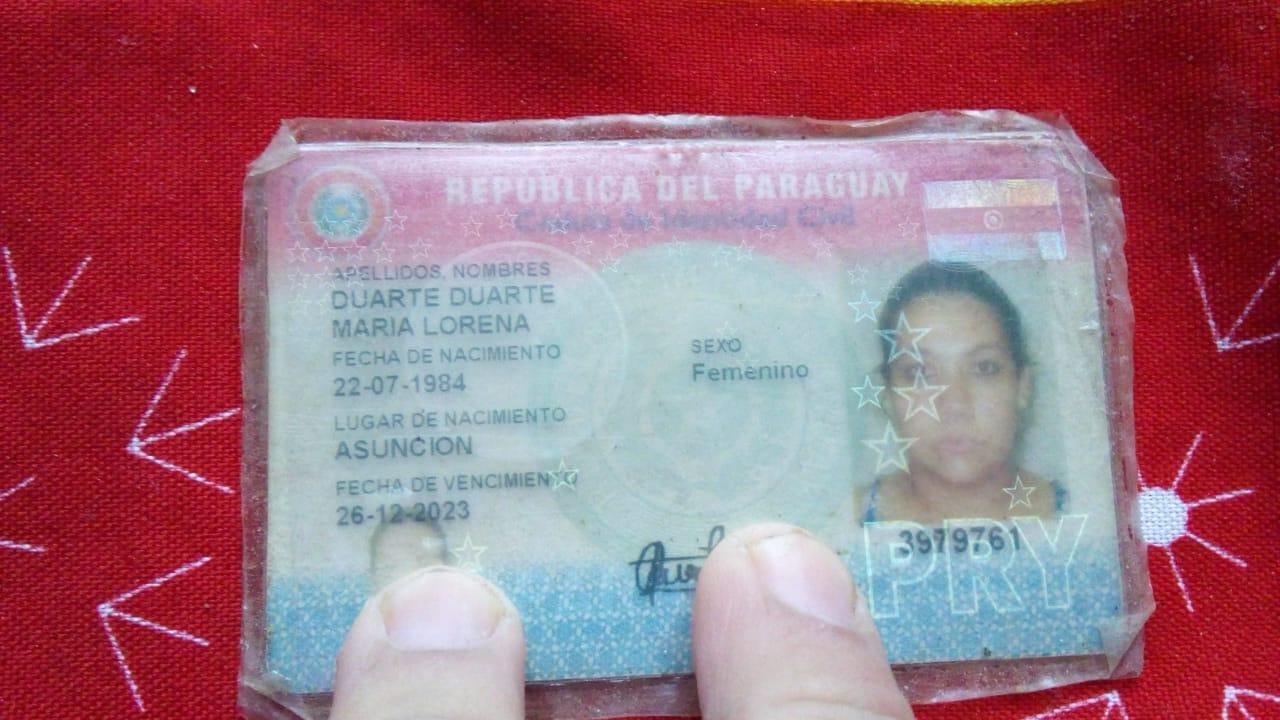 REPUBLICA DEL PARAGUAY
Cédula de Identidad Civil
APELLIDOS, NOMBRES
DUARTE DUARTE
MARIA LORENA
FECHA DE NACIMIENTO
22-07-1984
SEXO
Femenino
LUGAR DE NACIMIENTO
ASUNCION
FECHA DE VENCIMIENTO
26-12-2023
3979761
PRY